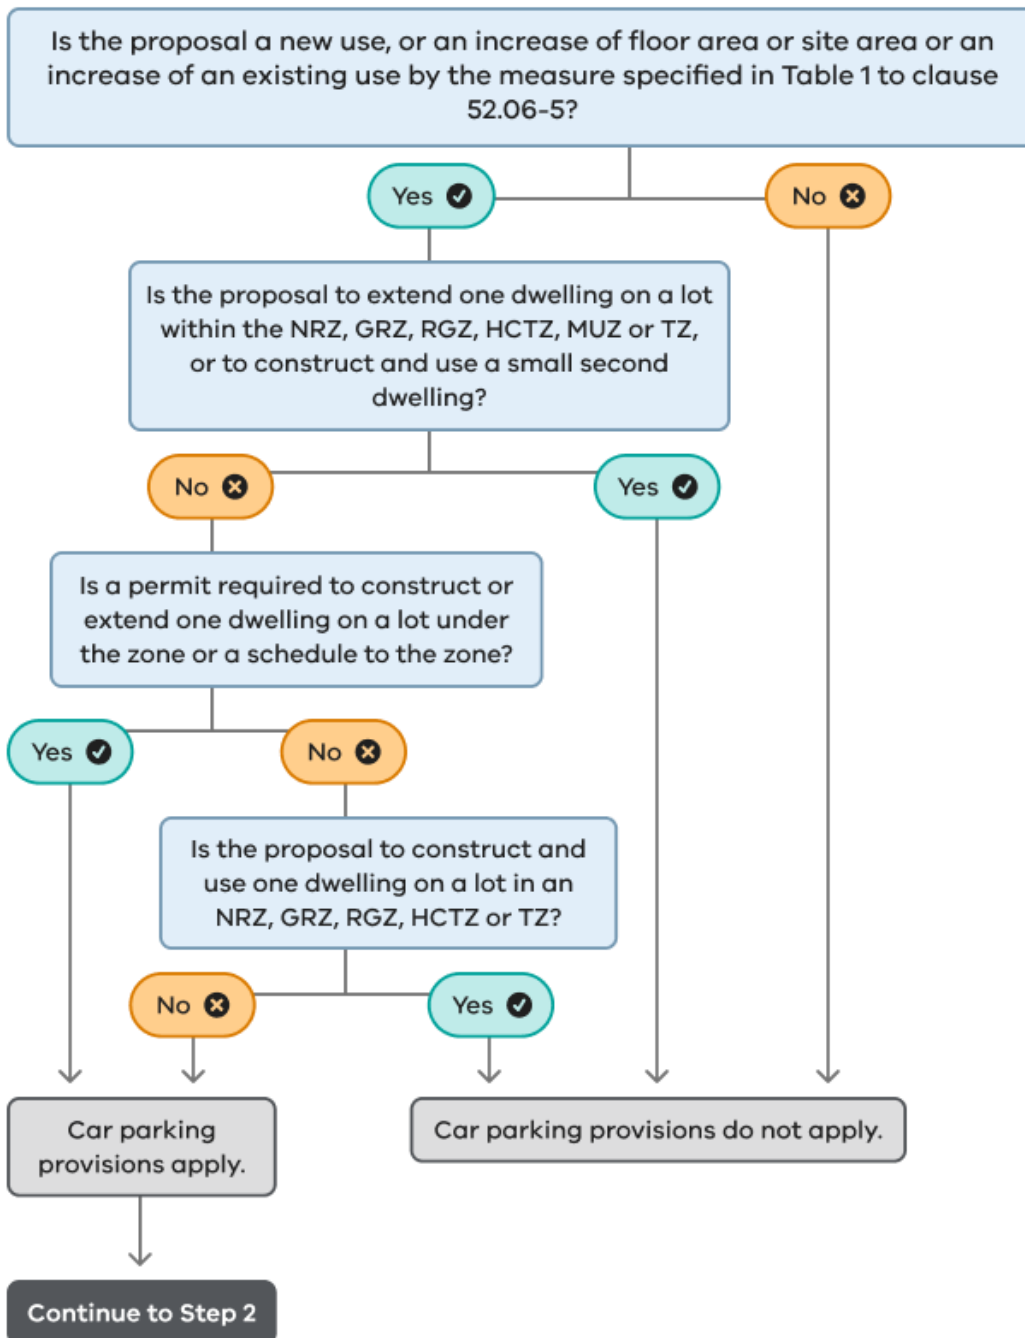 Is the proposal a new use, or an increase of floor area or site area or an
increase of an existing use by the measure specified in Table 1 to clause
52.06-5?
Yes
No
Is the proposal to extend one dwelling on a lot
within the NRZ, GRZ, RGZ, HCTZ, MUZ or TZ,
or to construct and use a small second
dwelling?
No
Yes
Is a permit required to construct or
extend one dwelling on a lot under
the zone or a schedule to the zone?
Yes
No
Is the proposal to construct and
use one dwelling on a lot in an
NRZ, GRZ, RGZ, HCTZ or TZ?
No
Yes
Car parking
provisions apply.
Car parking provisions do not apply.
Continue to Step 2